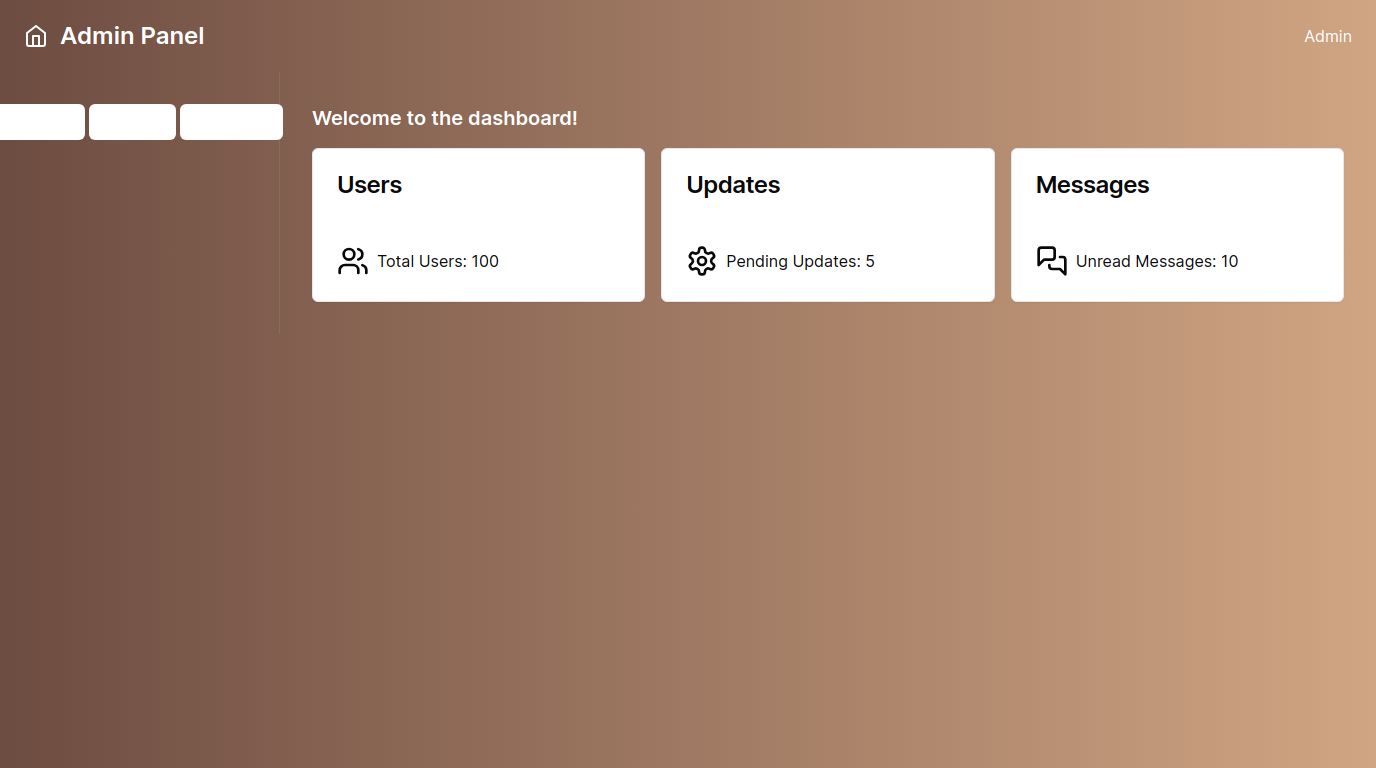 Admin Panel
Admin
Welcome to the dashboard!
Users
Updates
Messages
Total Users: 100
Pending Updates: 5
Unread Messages: 10